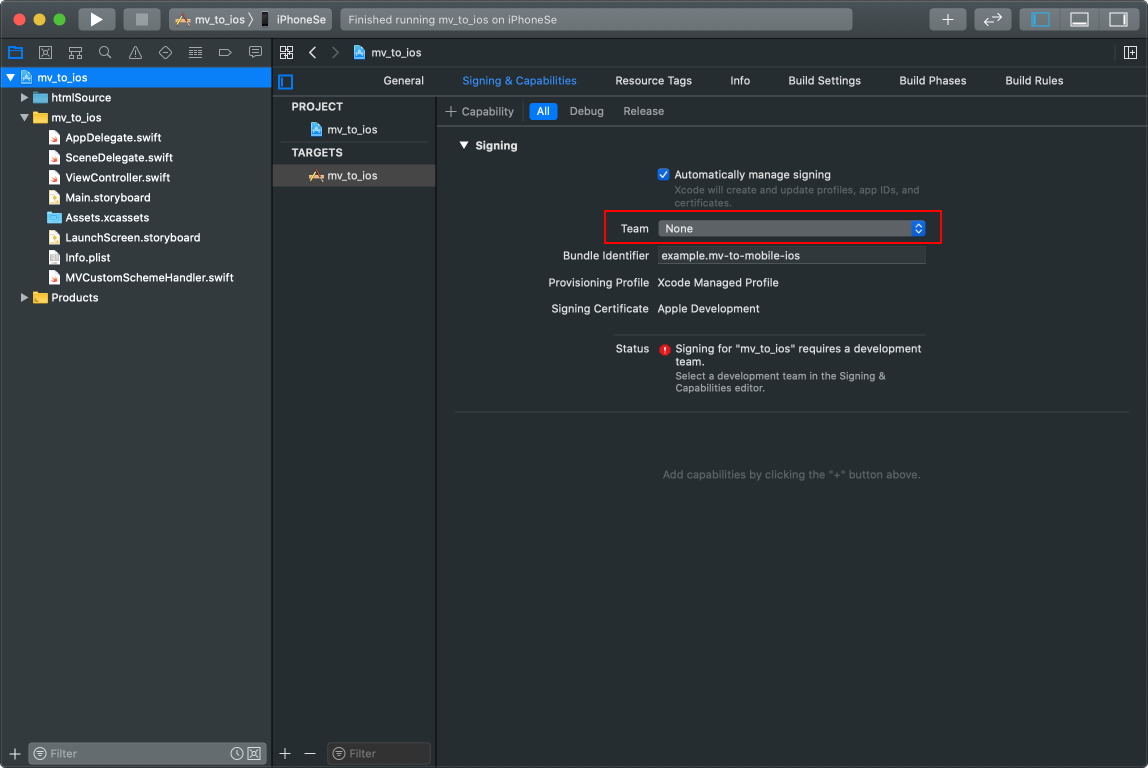 mv_to_ios
iPhoneSe
Finished running mv_to_ios on iPhoneSe
mv_to_ios
mv_to_ios
htmlSource
mv_to_ios
AppDelegate.swift
SceneDelegate.swift
ViewController.swift
Main.storyboard
Assets.xcassets
LaunchScreen.storyboard
Info.plist
MVCustomSchemeHandler.swift
Products
Filter
General
Signing & Capabilities
Resource Tags
Info
Build Settings
Build Phases
Build Rules
PROJECT
mv_to_ios
TARGETS
mv_to_ios
Filter
+ Capability
All
Debug
Release
Signing
Automatically manage signing
Xcode will create and update profiles, app IDs, and
certificates.
Team
None
Bundle Identifier
example.mv-to-mobile-ios
Provisioning Profile
Xcode Managed Profile
Signing Certificate
Apple Development
Status
Signing for "mv_to_ios" requires a development
team.
Select a development team in the Signing &
Capabilities editor.
Add capabilities by clicking the "+" button above.